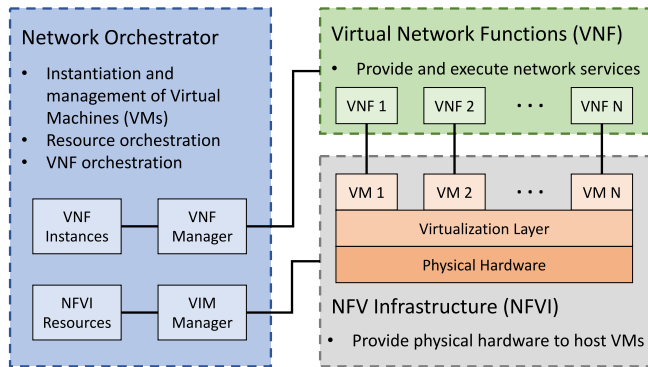 Network Orchestrator
• Instantiation and
management of Virtual
Machines (VMs)
• Resource orchestration
• VNF orchestration
VNF
Instances
VNF
Manager
NFVI
Resources
VIM
Manager
Virtual Network Functions (VNF)
• Provide and execute network services
VNF 1
VNF 2
• • •
VNF N
VM 1
VM 2
• • •
VM N
Virtualization Layer
Physical Hardware
NFV Infrastructure (NFVI)
• Provide physical hardware to host VMs